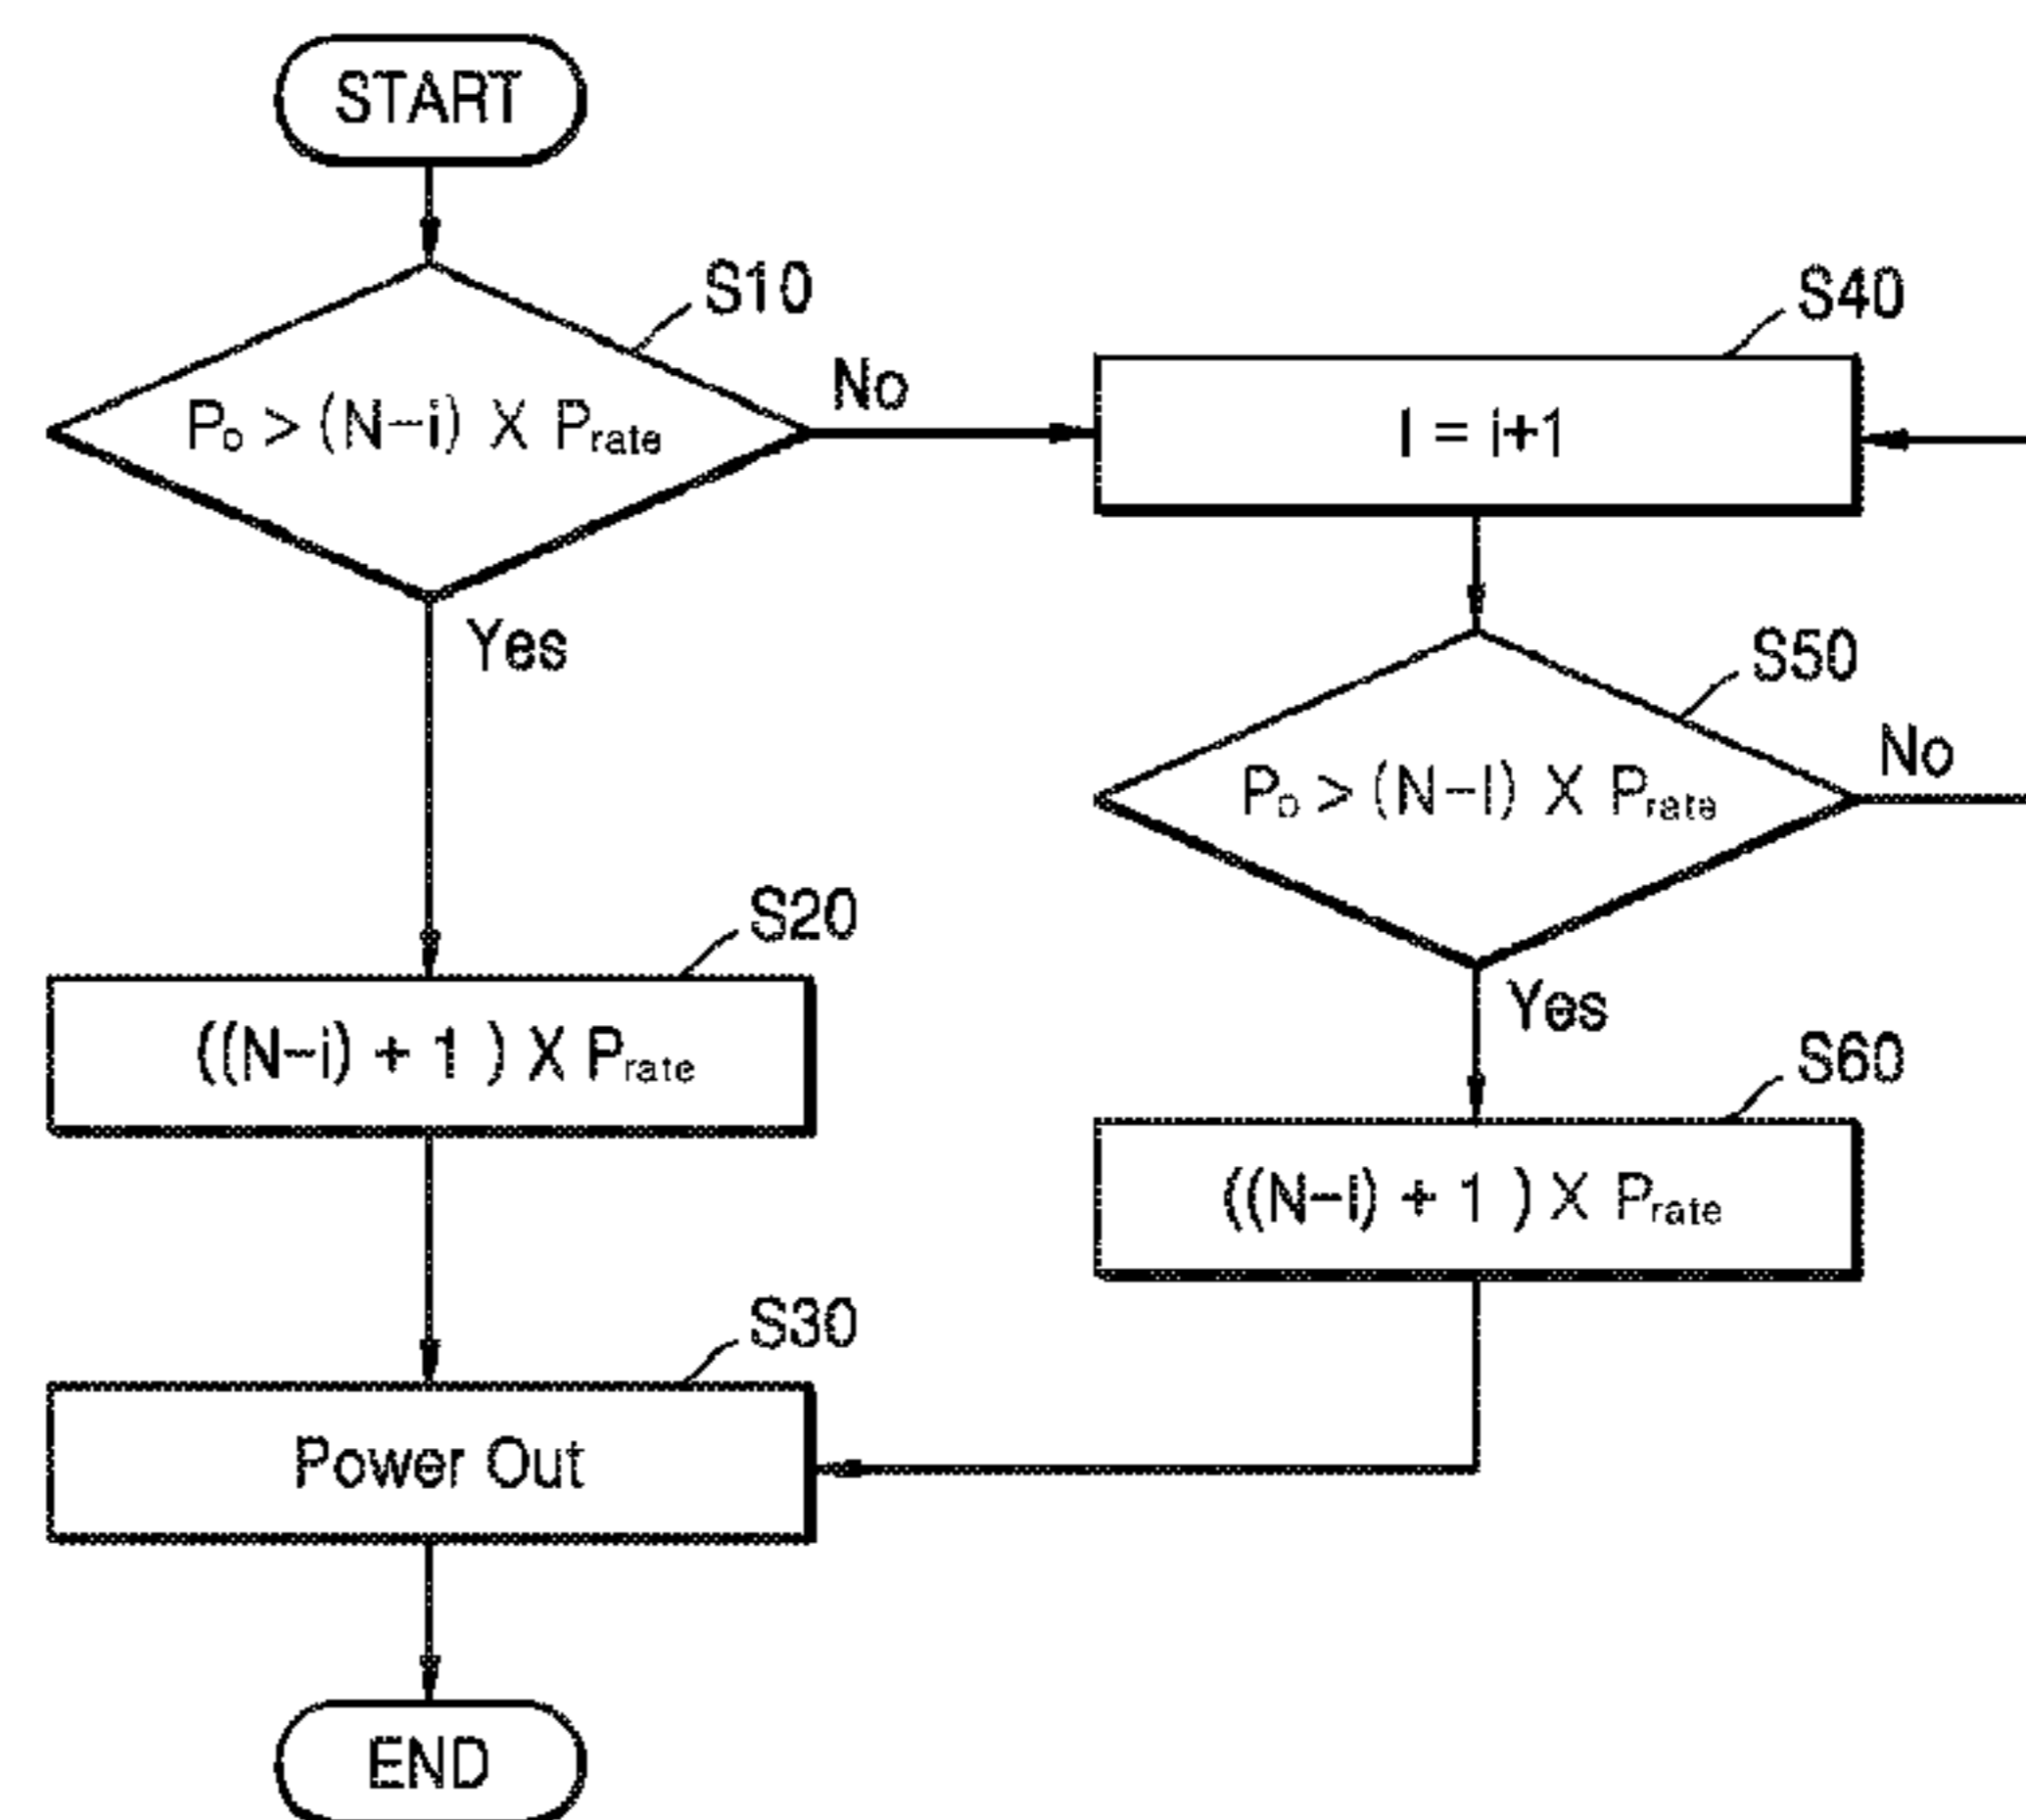 START
S10
Po > (N-i) X Prate
No
Yes
S20
((N-i) + 1 ) X Prate
S30
Power Out
END
S40
I = i+1
S50
Po > (N-I) X Prate
No
Yes
S60
((N-i) + 1 ) X Prate